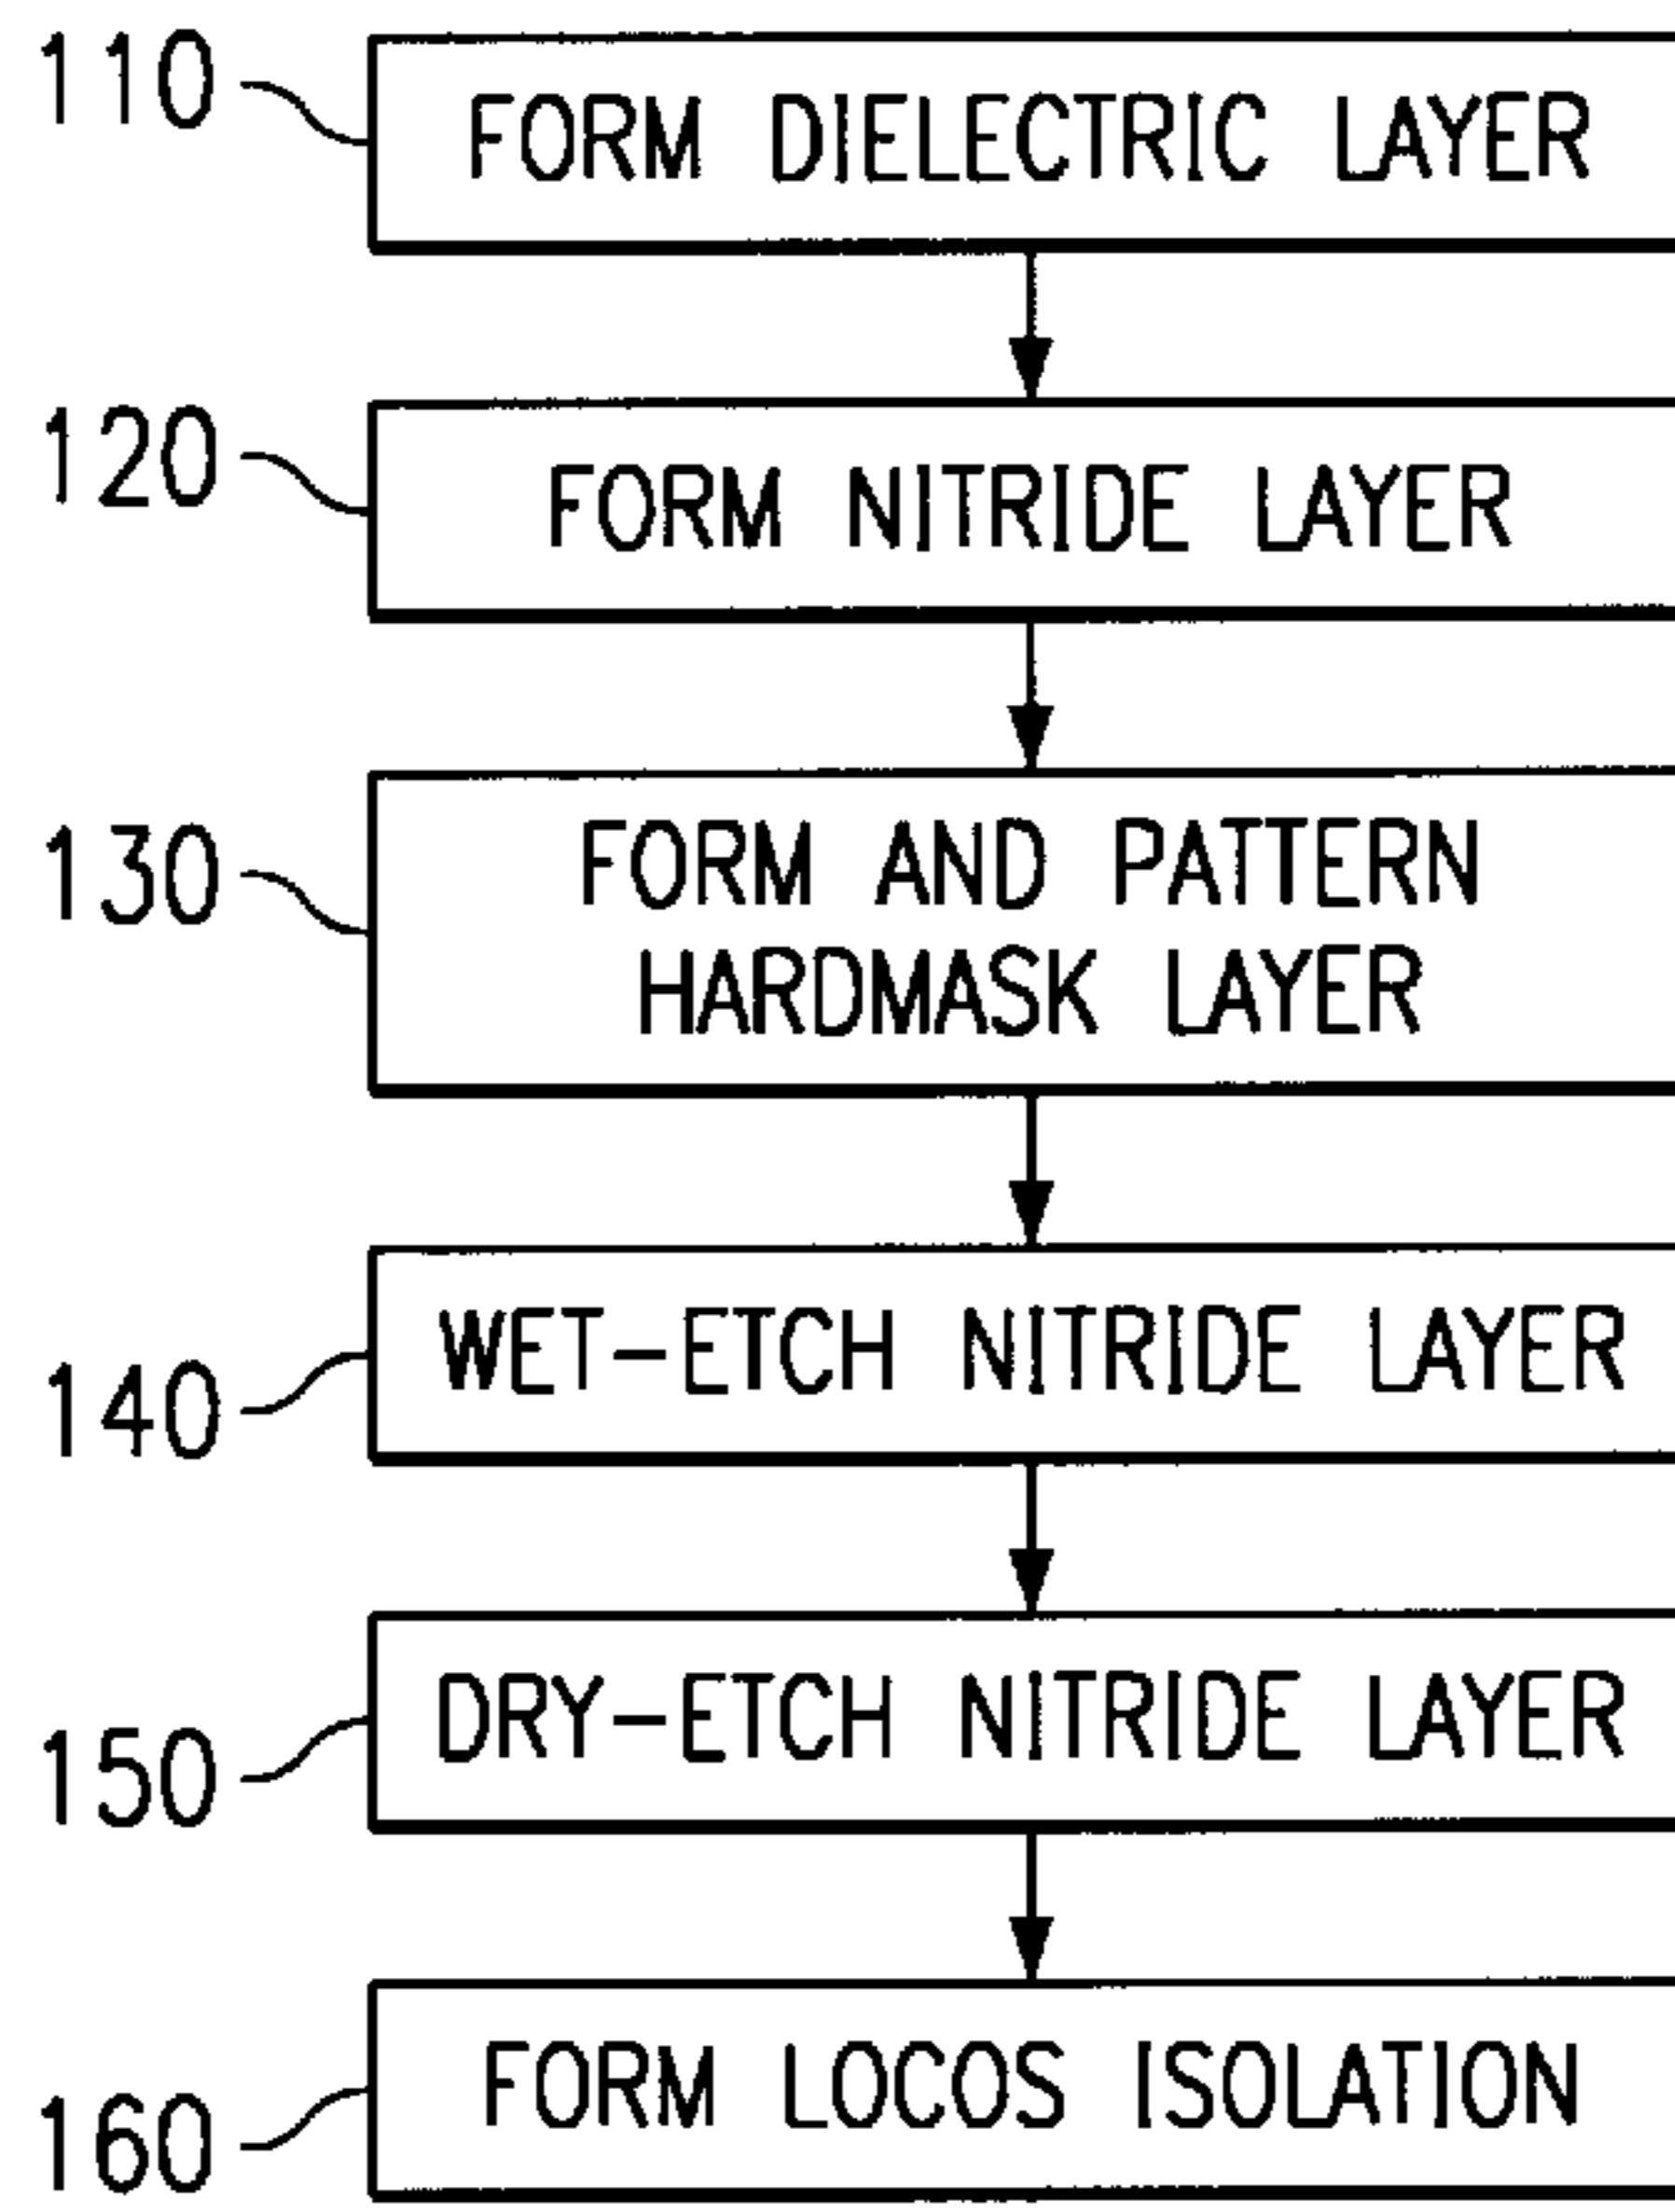 110
FORM DIELECTRIC LAYER
120
FORM NITRIDE LAYER
130
FORM AND PATTERN
HARDMASK LAYER
140
WET-ETCH NITRIDE LAYER
150
DRY-ETCH NITRIDE LAYER
160
FORM LOCOS ISOLATION